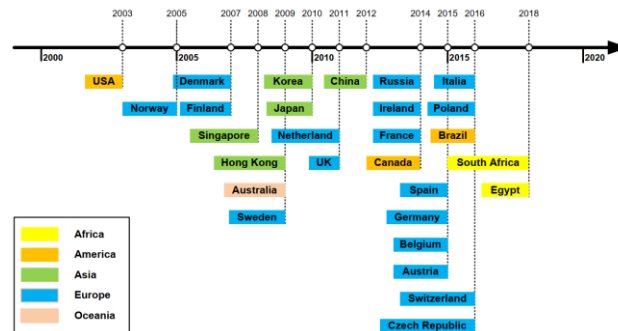 2003 2005 2007 2008 2009 2010 2011 2012 2014 2015 2016 2018
2000 2005 2010 2015 2020
USA Denmark Korea China Russia Italia
Norway Finland Japan Ireland Poland
Singapore Netherland France Brazil
Hong Kong UK Canada South Africa
Australia Spain Egypt
Sweden Germany
Belgium
Austria
Switzerland
Czech Republic
Africa
America
Asia
Europe
Oceania